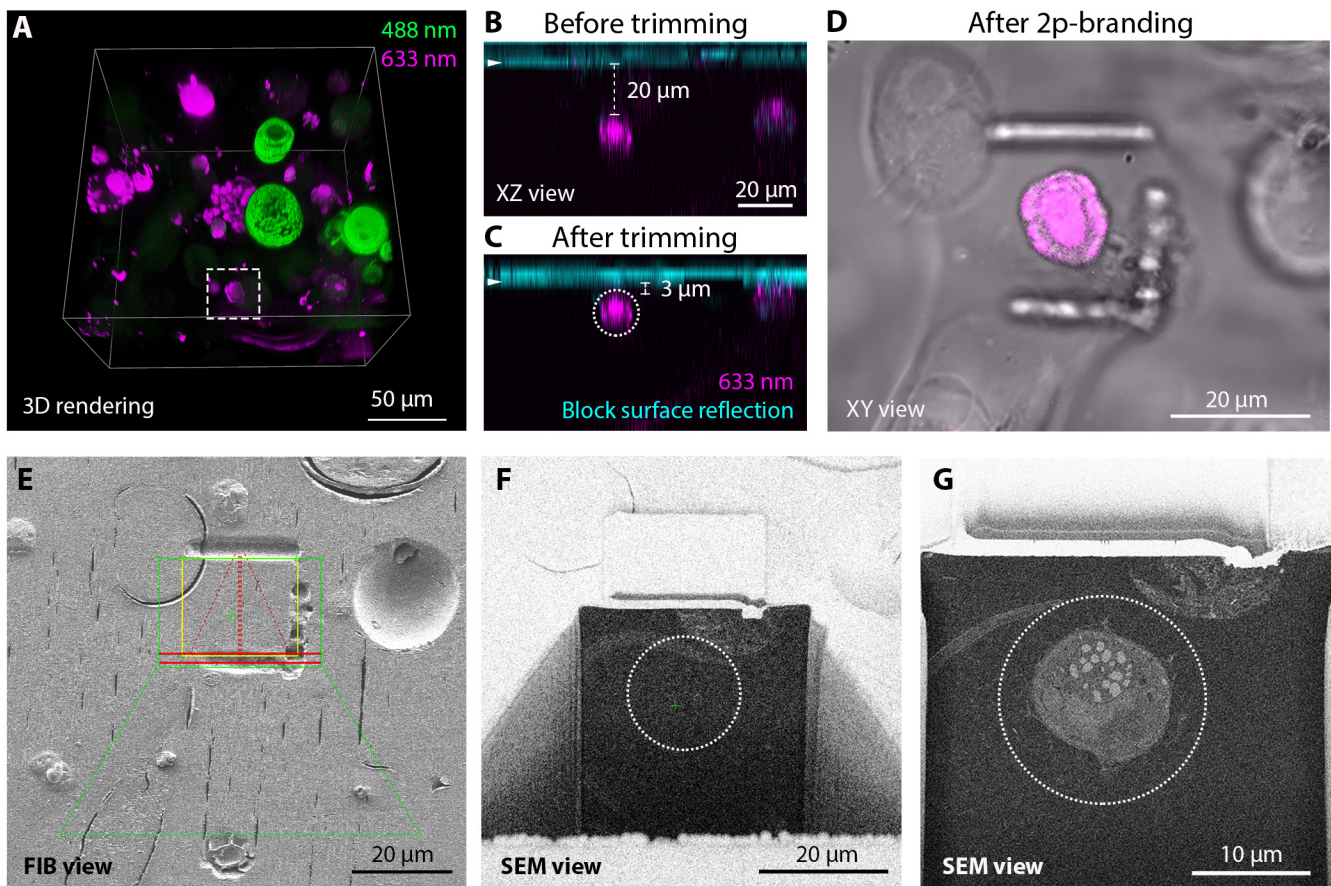 A
488 nm
633 nm
3D rendering
50 µm
B
Before trimming
20 µm
XZ view
20 µm
C
After trimming
3 µm
633 nm
Block surface reflection
D
After 2p-branding
XY view
20 µm
E
FIB view
20 µm
F
SEM view
20 µm
G
SEM view
10 µm